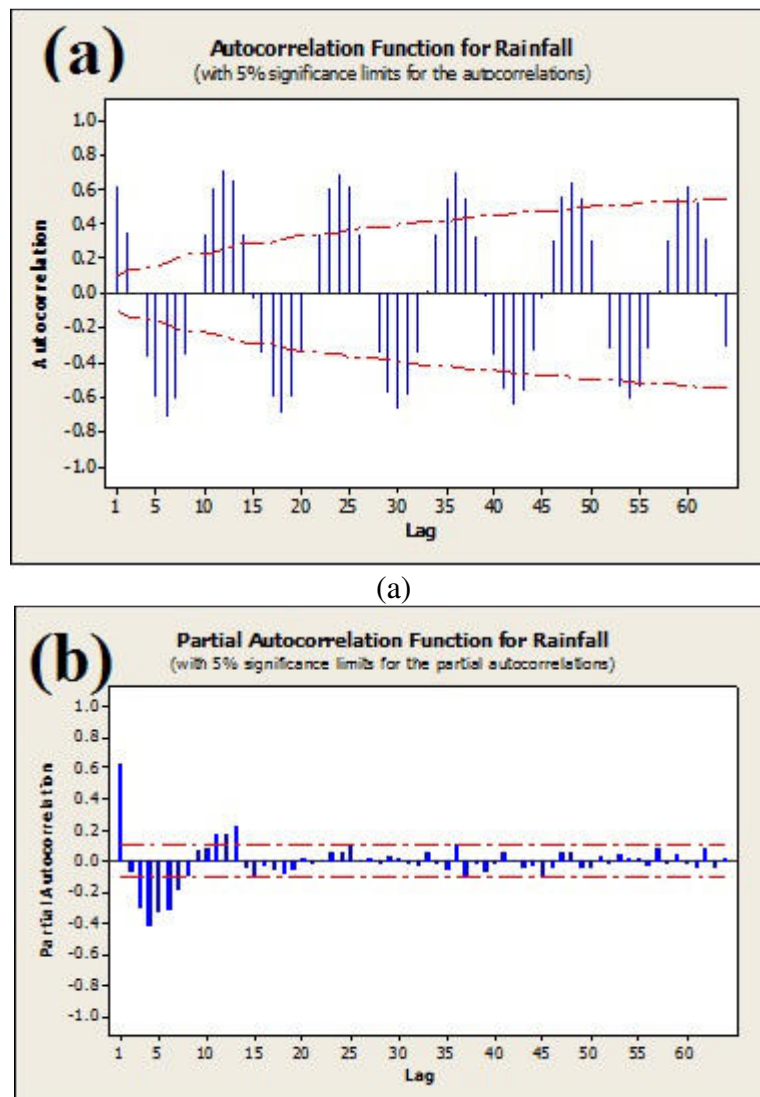 (a)
Autocorrelation Function for Rainfall
(with 5% significance limits for the autocorrelations)
1.0
0.8
0.6
0.4
0.2
0.0
-0.2
-0.4
-0.6
-0.8
-1.0
Autocorrelation
1 5 10 15 20 25 30 35 40 45 50 55 60
Lag
(a)
(b)
Partial Autocorrelation Function for Rainfall
(with 5% significance limits for the partial autocorrelations)
1.0
0.8
0.6
0.4
0.2
0.0
-0.2
-0.4
-0.6
-0.8
-1.0
Partial Autocorrelation
1 5 10 15 20 25 30 35 40 45 50 55 60
Lag